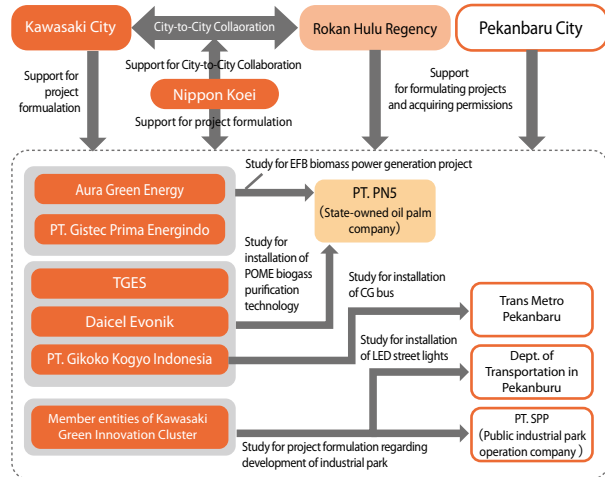 Kawasaki City
City-to-City Collaoration
Rokan Hulu Regency
Pekanbaru City
Support for
project
formualation
Support for City-to-City Collaboration
Nippon Koei
Support for project formulation
Support
for formulating projects
and acquiring permissions
Study for EFB biomass power generation project
Aura Green Energy
PT. Gistec Prima Energindo
PT. PN5
(State-owned oil palm
company)
Study for
installation of
POME biogass
purification
technology
TGES
Daicel Evonik
PT. Gikoko Kogyo Indonesia
Study for installation
of CG bus
Trans Metro
Pekanbaru
Study for installation
of LED street lights
Dept. of
Transportation in
Pekanburu
Member entities of Kawasaki
Green Innovation Cluster
PT. SPP
(Public industrial park
operation company)
Study for project formulation regarding
development of industrial park